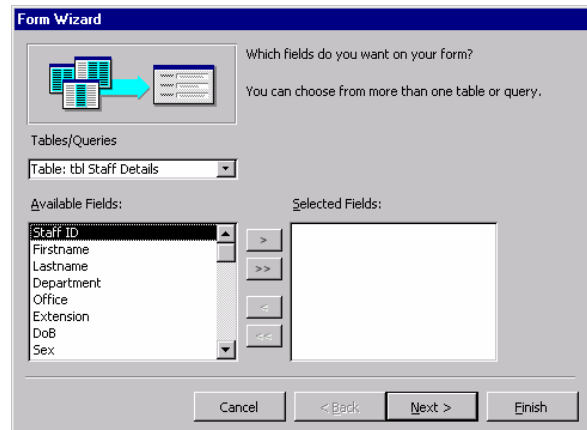 Form Wizard
Which fields do you want on your form?
You can choose from more than one table or query.
Tables/Queries
Table: tbl Staff Details
Available Fields:
Selected Fields:
Staff ID
Firstname
Lastname
Department
Office
Extension
DoB
Sex
>
>>
<
<<
Cancel
< Back
Next >
Finish